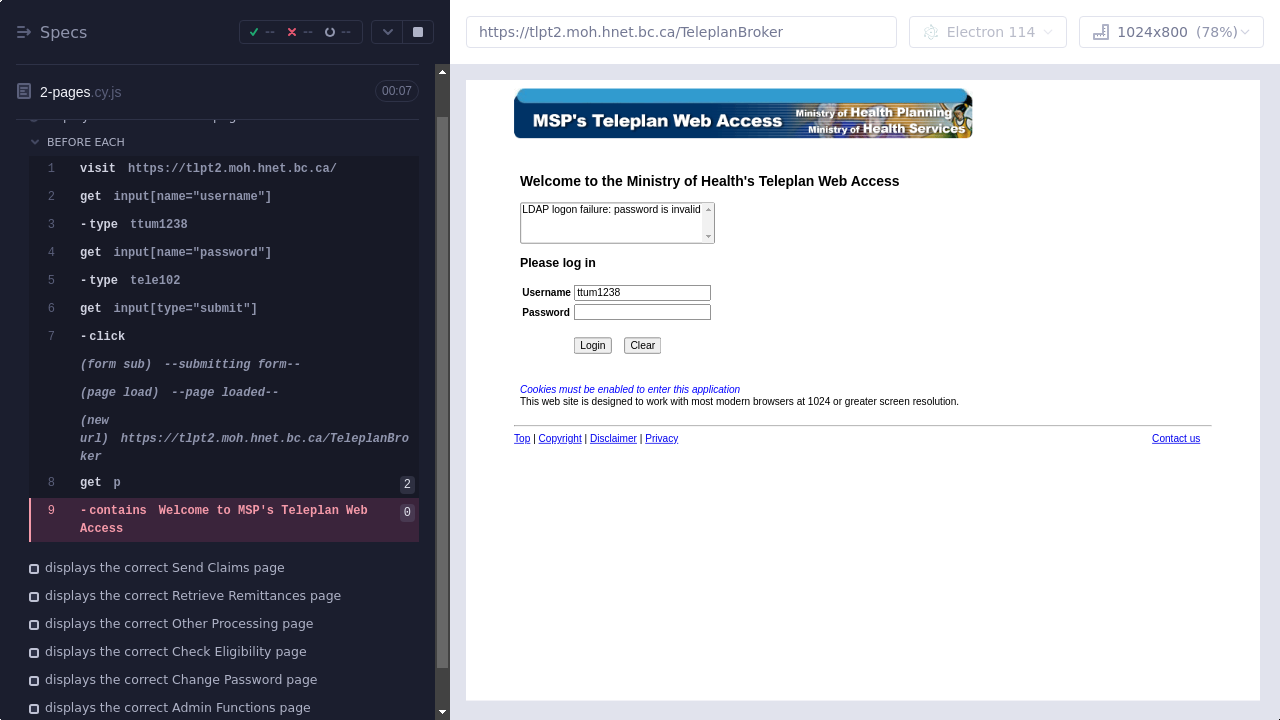 Specs
-- -- --
https://tlpt2.moh.hnet.bc.ca/TeleplanBroker
Electron 114
1024x800 (78%)
2-pages.cy.js
00:07
BEFORE EACH
1 visit https://tlpt2.moh.hnet.bc.ca/
2 get input[name="username"]
3 -type ttum1238
4 get input[name="password"]
5 -type tele102
6 get input[type="submit"]
7 -click
(form sub) --submitting form--
(page load) --page loaded--
(new
url) https://tlpt2.moh.hnet.bc.ca/TeleplanBro
ker
8 get p 2
9 -contains Welcome to MSP's Teleplan Web 0
Access
displays the correct Send Claims page
displays the correct Retrieve Remittances page
displays the correct Other Processing page
displays the correct Check Eligibility page
displays the correct Change Password page
displays the correct Admin Functions page
MSP's Teleplan Web Access
Ministry of Health Planning
Ministry of Health Services
Welcome to the Ministry of Health's Teleplan Web Access
LDAP logon failure: password is invalid
Please log in
Username ttum1238
Password
Login Clear
Cookies must be enabled to enter this application
This web site is designed to work with most modern browsers at 1024 or greater screen resolution.
Top | Copyright | Disclaimer | Privacy
Contact us